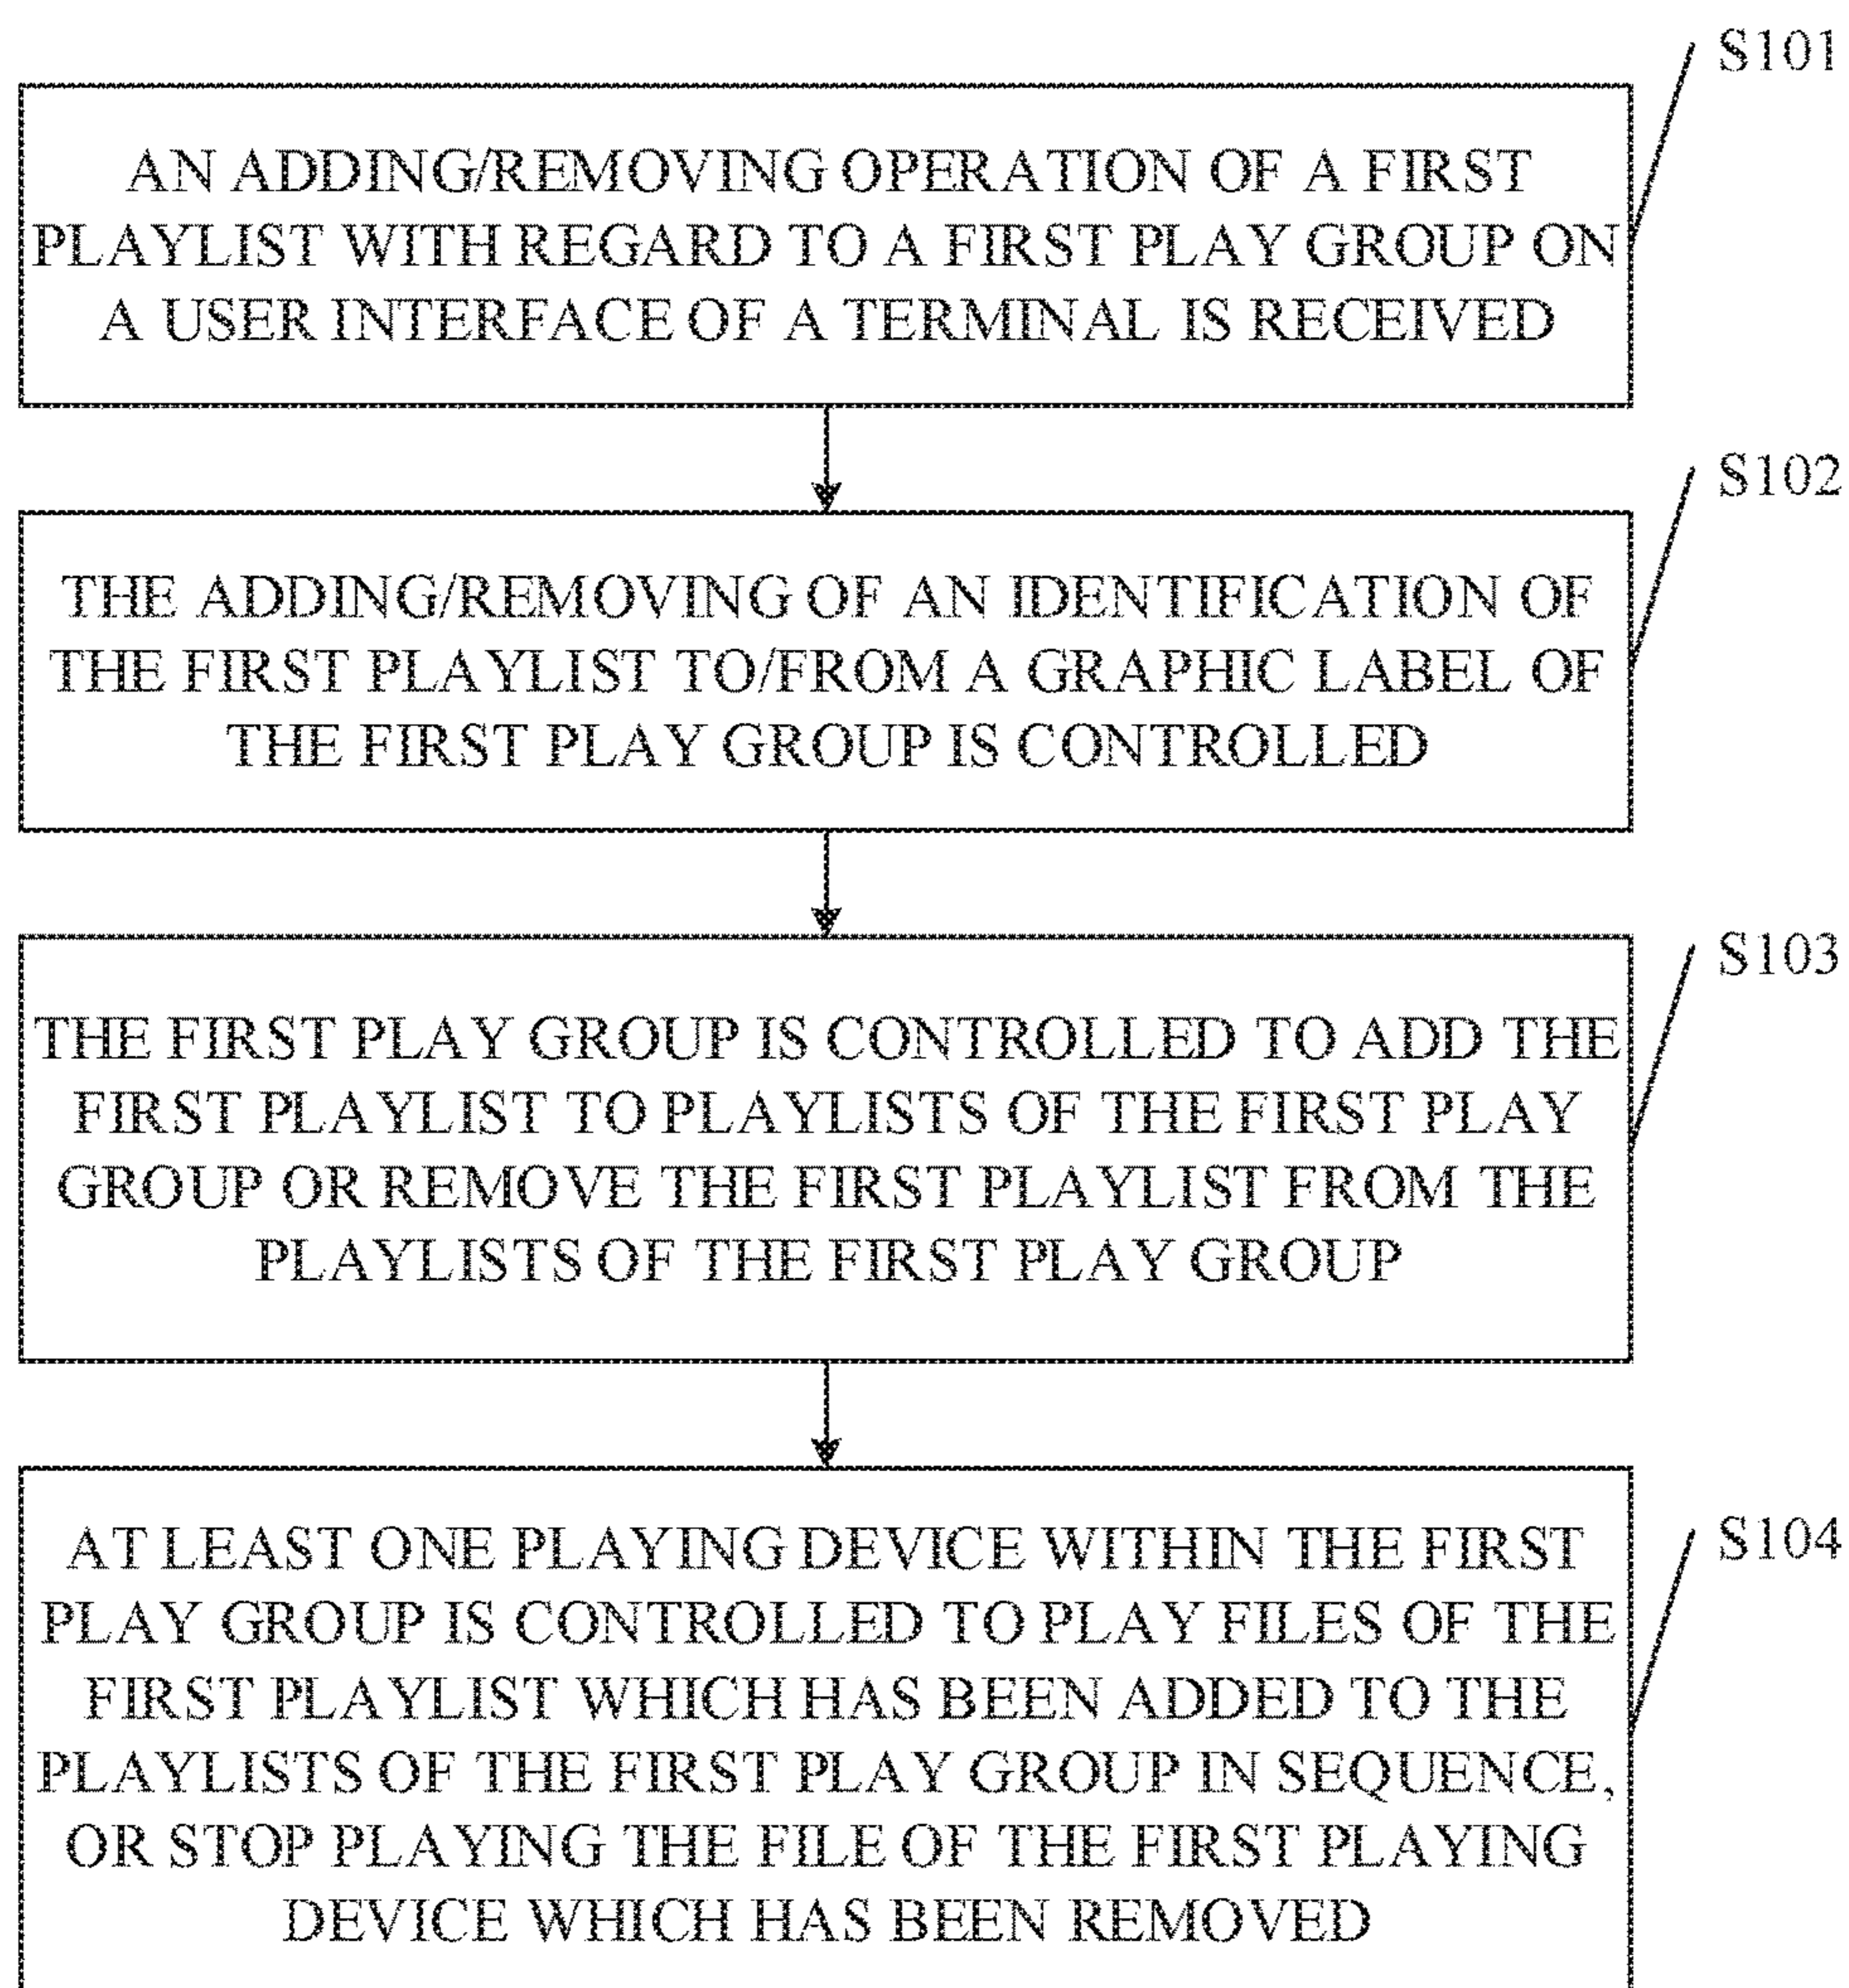 S101
AN ADDING/REMOVING OPERATION OF A FIRST
PLAYLIST WITH REGARD TO A FIRST PLAY GROUP ON
A USER INTERFACE OF A TERMINAL IS RECEIVED
S102
THE ADDING/REMOVING OF AN IDENTIFICATION OF
THE FIRST PLAYLIST TO/FROM A GRAPHIC LABEL OF
THE FIRST PLAY GROUP IS CONTROLLED
S103
THE FIRST PLAY GROUP IS CONTROLLED TO ADD THE
FIRST PLAYLIST TO PLAYLISTS OF THE FIRST PLAY
GROUP OR REMOVE THE FIRST PLAYLIST FROM THE
PLAYLISTS OF THE FIRST PLAY GROUP
S104
AT LEAST ONE PLAYING DEVICE WITHIN THE FIRST
PLAY GROUP IS CONTROLLED TO PLAY FILES OF THE
FIRST PLAYLIST WHICH HAS BEEN ADDED TO THE
PLAYLISTS OF THE FIRST PLAY GROUP IN SEQUENCE,
OR STOP PLAYING THE FILE OF THE FIRST PLAYING
DEVICE WHICH HAS BEEN REMOVED